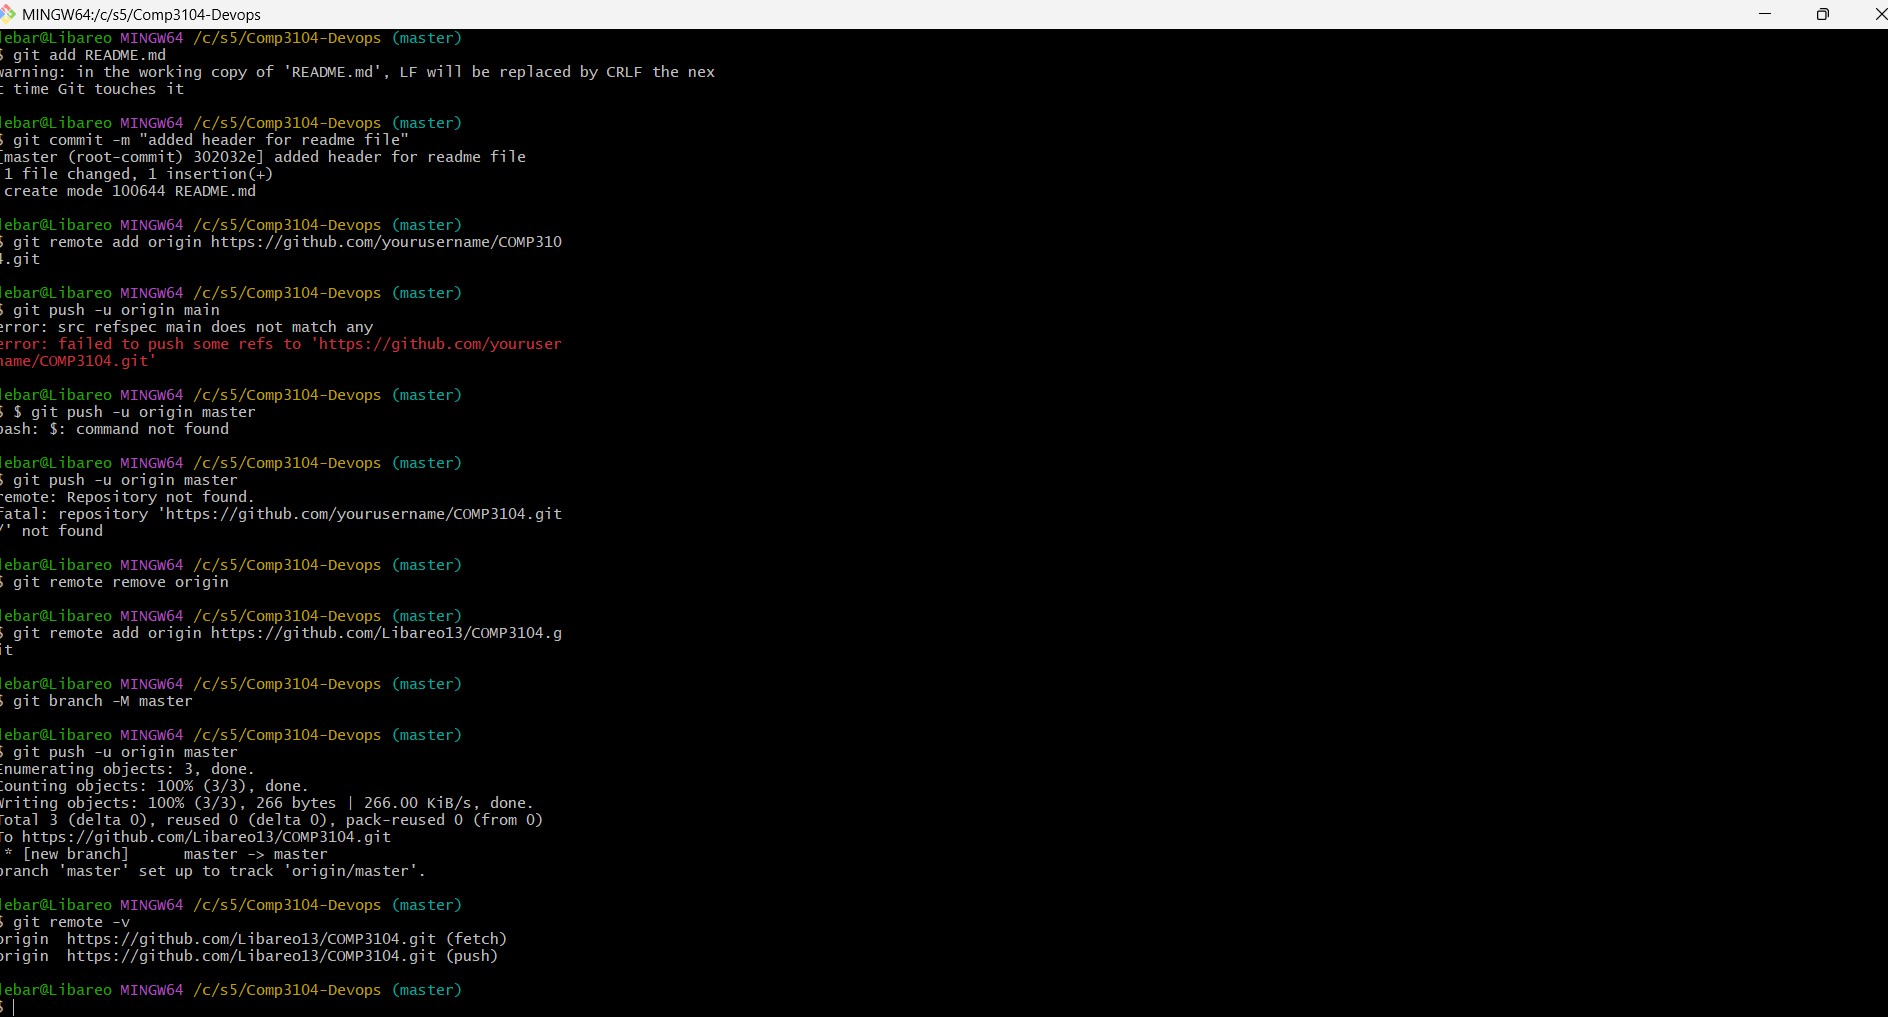 MINGW64:/c/s5/Comp3104-Devops
lebar@Libareo MINGW64 /c/s5/Comp3104-Devops (master)
$ git add README.md
warning: in the working copy of 'README.md', LF will be replaced by CRLF the nex
t time Git touches it
lebar@Libareo MINGW64 /c/s5/Comp3104-Devops (master)
$ git commit -m "added header for readme file"
[master (root-commit) 302032e] added header for readme file
1 file changed, 1 insertion(+)
create mode 100644 README.md
lebar@Libareo MINGW64 /c/s5/Comp3104-Devops (master)
$ git remote add origin https://github.com/yourusername/COMP310
4.git
lebar@Libareo MINGW64 /c/s5/Comp3104-Devops (master)
$ git push -u origin main
error: src refspec main does not match any
error: failed to push some refs to 'https://github.com/youruser
name/COMP3104.git'
lebar@Libareo MINGW64 /c/s5/Comp3104-Devops (master)
$ $ git push -u origin master
bash: $: command not found
lebar@Libareo MINGW64 /c/s5/Comp3104-Devops (master)
$ git push -u origin master
remote: Repository not found.
fatal: repository 'https://github.com/yourusername/COMP3104.git
/' not found
lebar@Libareo MINGW64 /c/s5/Comp3104-Devops (master)
$ git remote remove origin
lebar@Libareo MINGW64 /c/s5/Comp3104-Devops (master)
$ git remote add origin https://github.com/Libareo13/COMP3104.g
it
lebar@Libareo MINGW64 /c/s5/Comp3104-Devops (master)
$ git branch -M master
lebar@Libareo MINGW64 /c/s5/Comp3104-Devops (master)
$ git push -u origin master
Enumerating objects: 3, done.
Counting objects: 100% (3/3), done.
Writing objects: 100% (3/3), 266 bytes | 266.00 KiB/s, done.
Total 3 (delta 0), reused 0 (delta 0), pack-reused 0 (from 0)
To https://github.com/Libareo13/COMP3104.git
* [new branch]      master -> master
branch 'master' set up to track 'origin/master'.
lebar@Libareo MINGW64 /c/s5/Comp3104-Devops (master)
$ git remote -v
origin  https://github.com/Libareo13/COMP3104.git (fetch)
origin  https://github.com/Libareo13/COMP3104.git (push)
lebar@Libareo MINGW64 /c/s5/Comp3104-Devops (master)
$